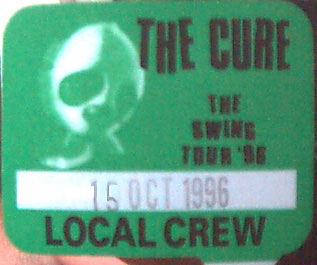 THE CURE
THE
SWING
TOUR '96
15 OCT 1996
LOCAL CREW